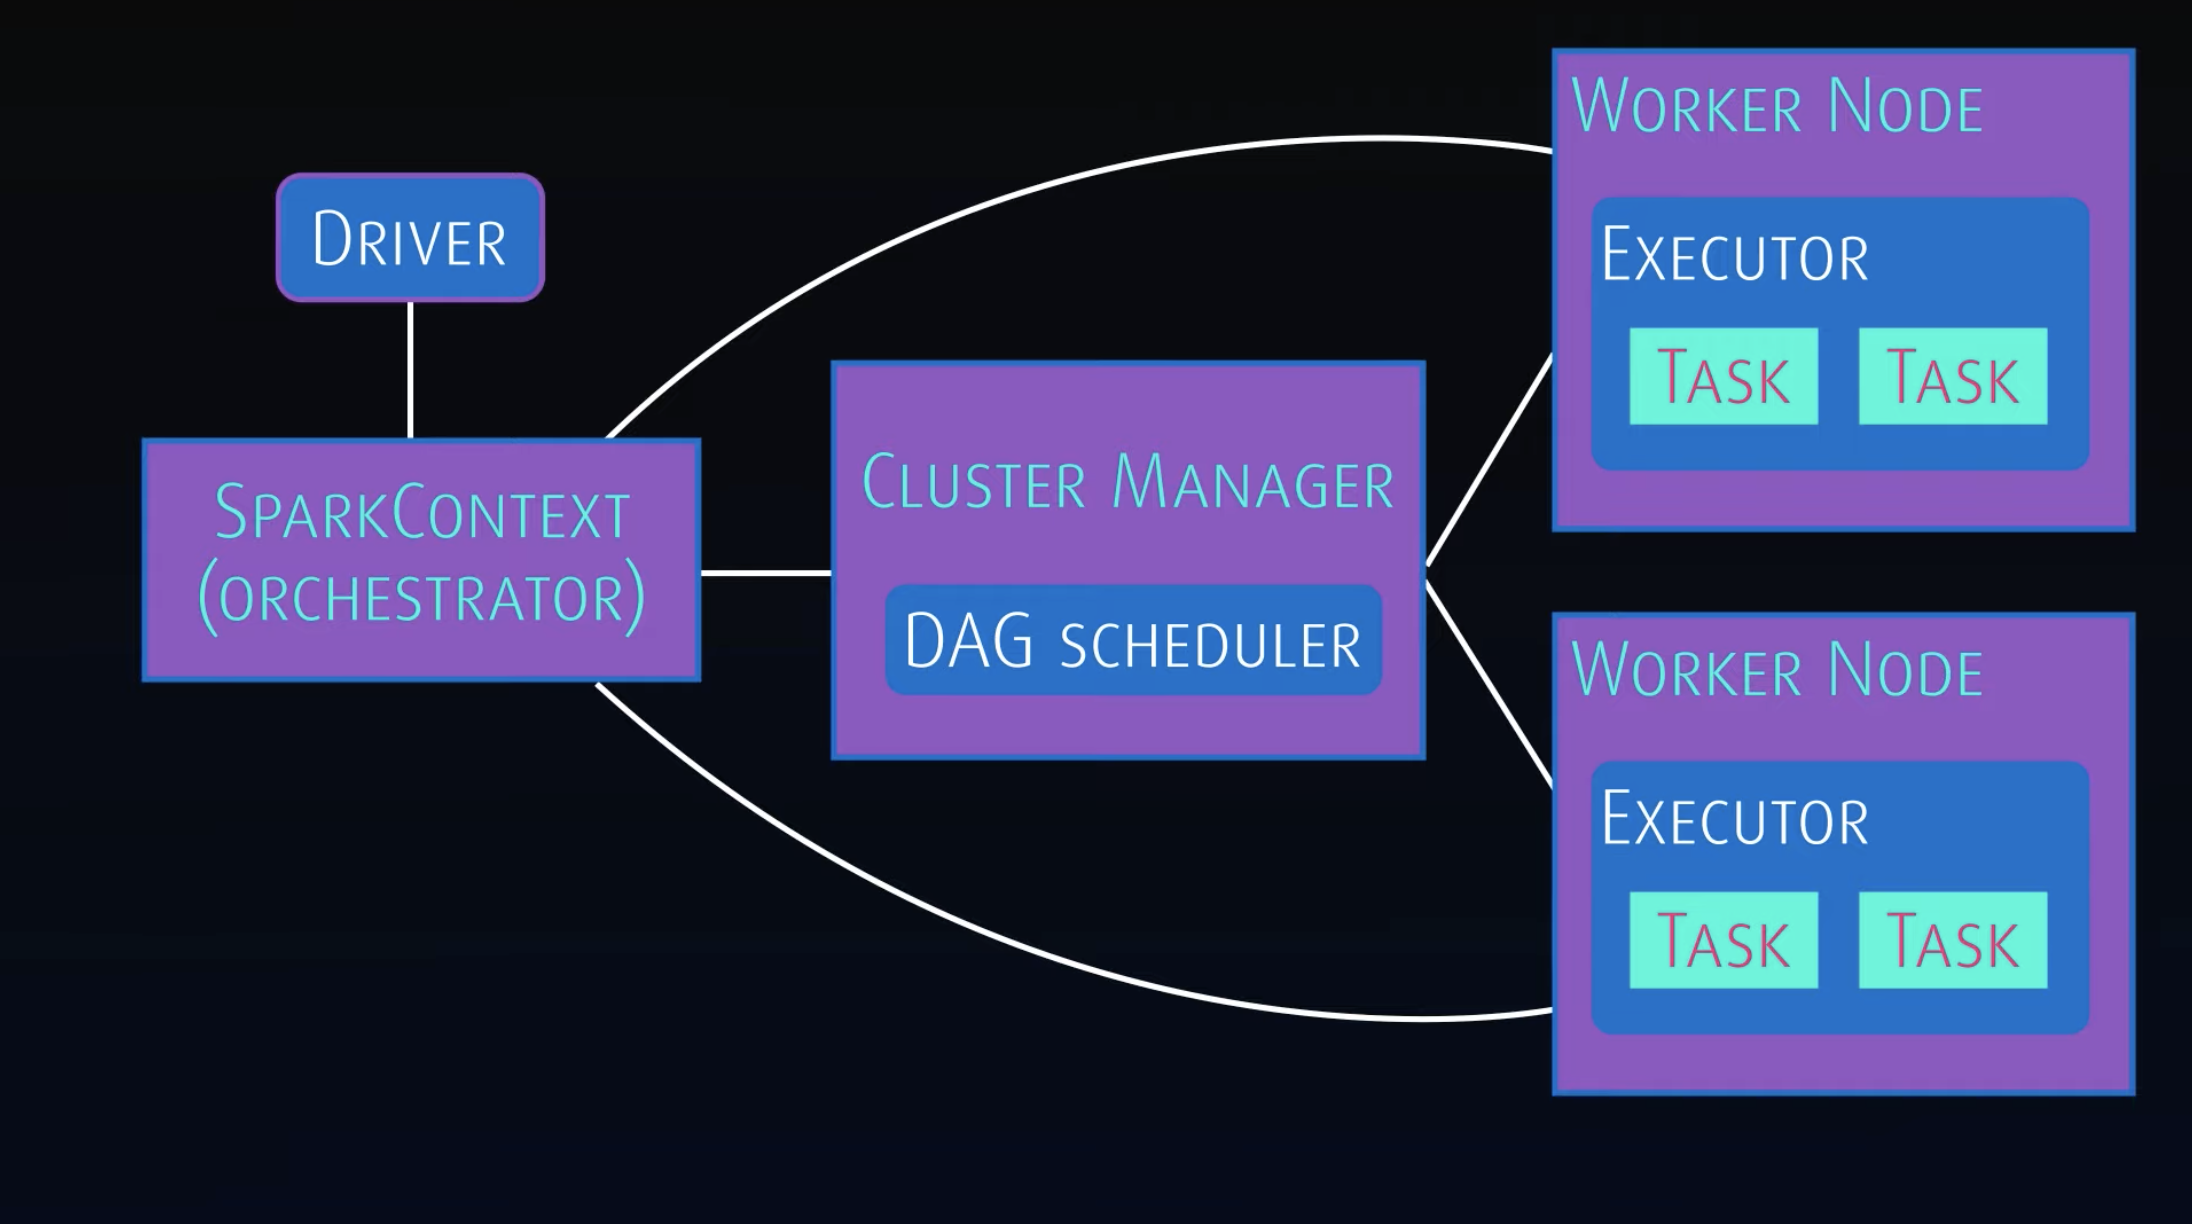 Driver
SparkContext
(orchestrator)
Cluster Manager
DAG scheduler
Worker Node
Executor
Task Task
Worker Node
Executor
Task Task